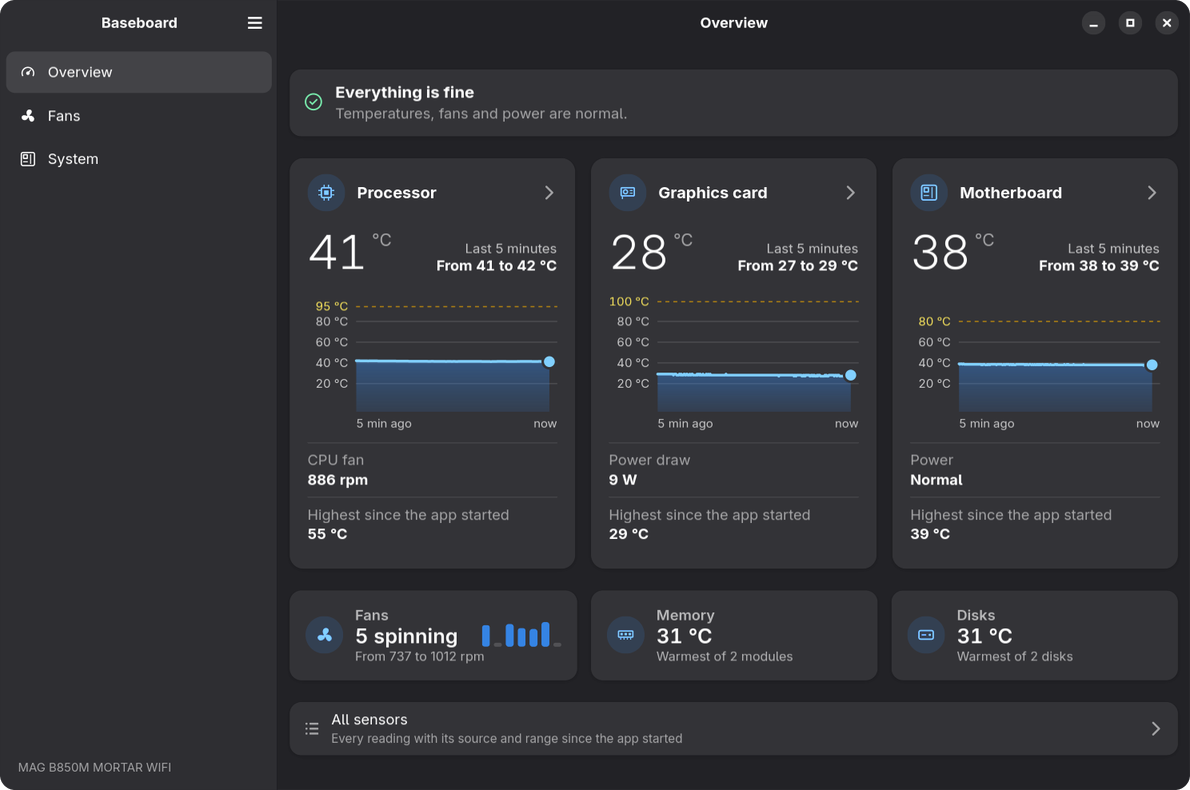 Baseboard
Overview
Overview
Fans
System
MAG B850M MORTAR WIFI
Everything is fine
Temperatures, fans and power are normal.
Processor
41 °C
Last 5 minutes
From 41 to 42 °C
95 °C
80 °C
60 °C
40 °C
20 °C
5 min ago now
CPU fan
886 rpm
Highest since the app started
55 °C
Graphics card
28 °C
Last 5 minutes
From 27 to 29 °C
100 °C
80 °C
60 °C
40 °C
20 °C
5 min ago now
Power draw
9 W
Highest since the app started
29 °C
Motherboard
38 °C
Last 5 minutes
From 38 to 39 °C
80 °C
60 °C
40 °C
20 °C
5 min ago now
Power
Normal
Highest since the app started
39 °C
Fans
5 spinning
From 737 to 1012 rpm
Memory
31 °C
Warmest of 2 modules
Disks
31 °C
Warmest of 2 disks
All sensors
Every reading with its source and range since the app started